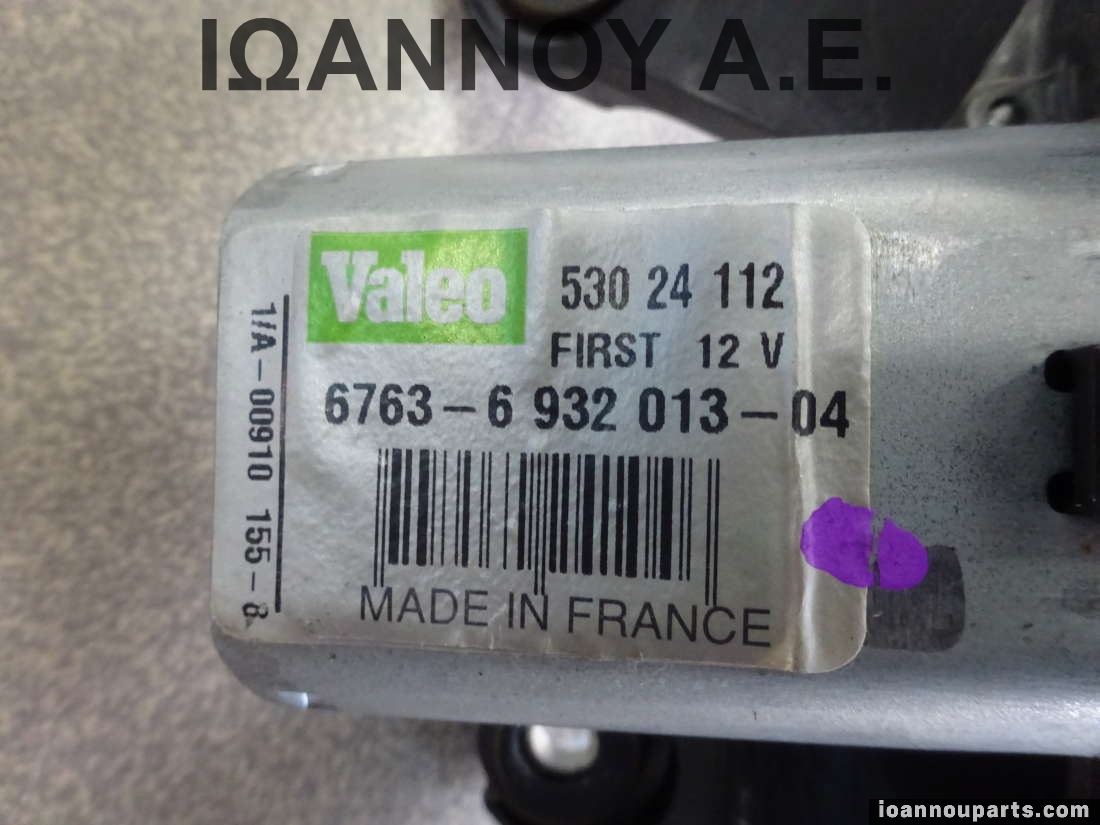 ΙΩΑΝΝΟΥ Α.Ε.
Valeo
530 24 112
FIRST 12 V
6763-6 932 013-04
1/A-00910 155-8
MADE IN FRANCE
ioannouparts.com